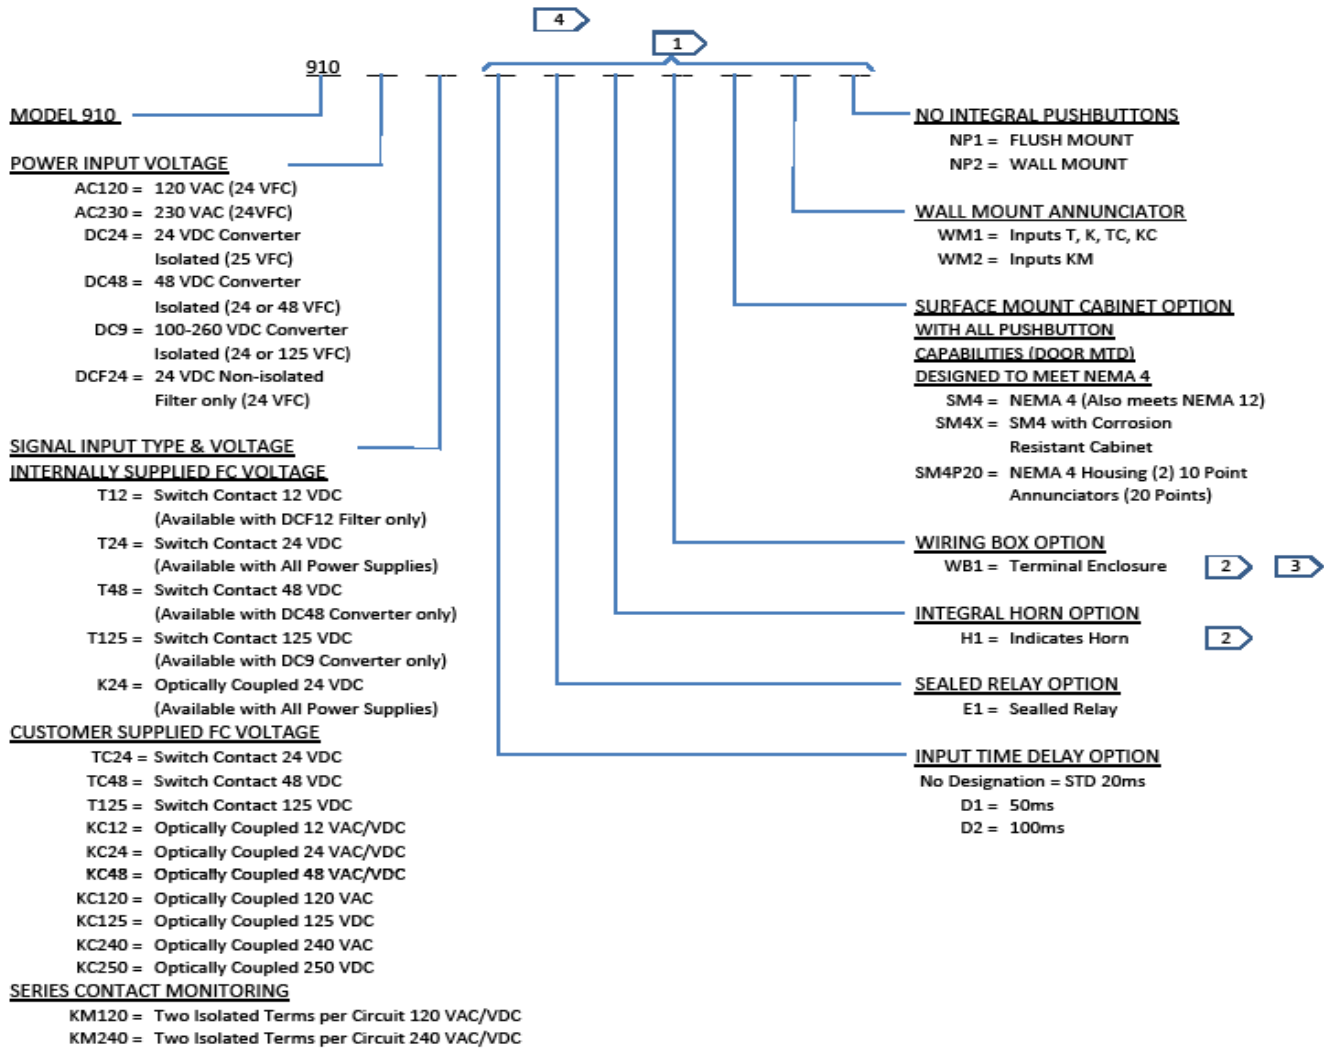 4
1
910
MODEL 910
POWER INPUT VOLTAGE
AC120 = 120 VAC (24 VFC)
AC230 = 230 VAC (24VFC)
DC24 = 24 VDC Converter
Isolated (25 VFC)
DC48 = 48 VDC Converter
Isolated (24 or 48 VFC)
DC9 = 100-260 VDC Converter
Isolated (24 or 125 VFC)
DCF24 = 24 VDC Non-isolated
Filter only (24 VFC)
SIGNAL INPUT TYPE & VOLTAGE
INTERNALLY SUPPLIED FC VOLTAGE
T12 = Switch Contact 12 VDC
(Available with DCF12 Filter only)
T24 = Switch Contact 24 VDC
(Available with All Power Supplies)
T48 = Switch Contact 48 VDC
(Available with DC48 Converter only)
T125 = Switch Contact 125 VDC
(Available with DC9 Converter only)
K24 = Optically Coupled 24 VDC
(Available with All Power Supplies)
CUSTOMER SUPPLIED FC VOLTAGE
TC24 = Switch Contact 24 VDC
TC48 = Switch Contact 48 VDC
T125 = Switch Contact 125 VDC
KC12 = Optically Coupled 12 VAC/VDC
KC24 = Optically Coupled 24 VAC/VDC
KC48 = Optically Coupled 48 VAC/VDC
KC120 = Optically Coupled 120 VAC
KC125 = Optically Coupled 125 VDC
KC240 = Optically Coupled 240 VAC
KC250 = Optically Coupled 250 VDC
SERIES CONTACT MONITORING
KM120 = Two Isolated Terms per Circuit 120 VAC/VDC
KM240 = Two Isolated Terms per Circuit 240 VAC/VDC
NO INTEGRAL PUSHBUTTONS
NP1 = FLUSH MOUNT
NP2 = WALL MOUNT
WALL MOUNT ANNUNCIATOR
WM1 = Inputs T, K, TC, KC
WM2 = Inputs KM
SURFACE MOUNT CABINET OPTION
WITH ALL PUSHBUTTON
CAPABILITIES (DOOR MTD)
DESIGNED TO MEET NEMA 4
SM4 = NEMA 4 (Also meets NEMA 12)
SM4X = SM4 with Corrosion
Resistant Cabinet
SM4P20 = NEMA 4 Housing (2) 10 Point
Annunciators (20 Points)
WIRING BOX OPTION
WB1 = Terminal Enclosure 2 3
INTEGRAL HORN OPTION
H1 = Indicates Horn 2
SEALED RELAY OPTION
E1 = Sealled Relay
INPUT TIME DELAY OPTION
No Designation = STD 20ms
D1 = 50ms
D2 = 100ms